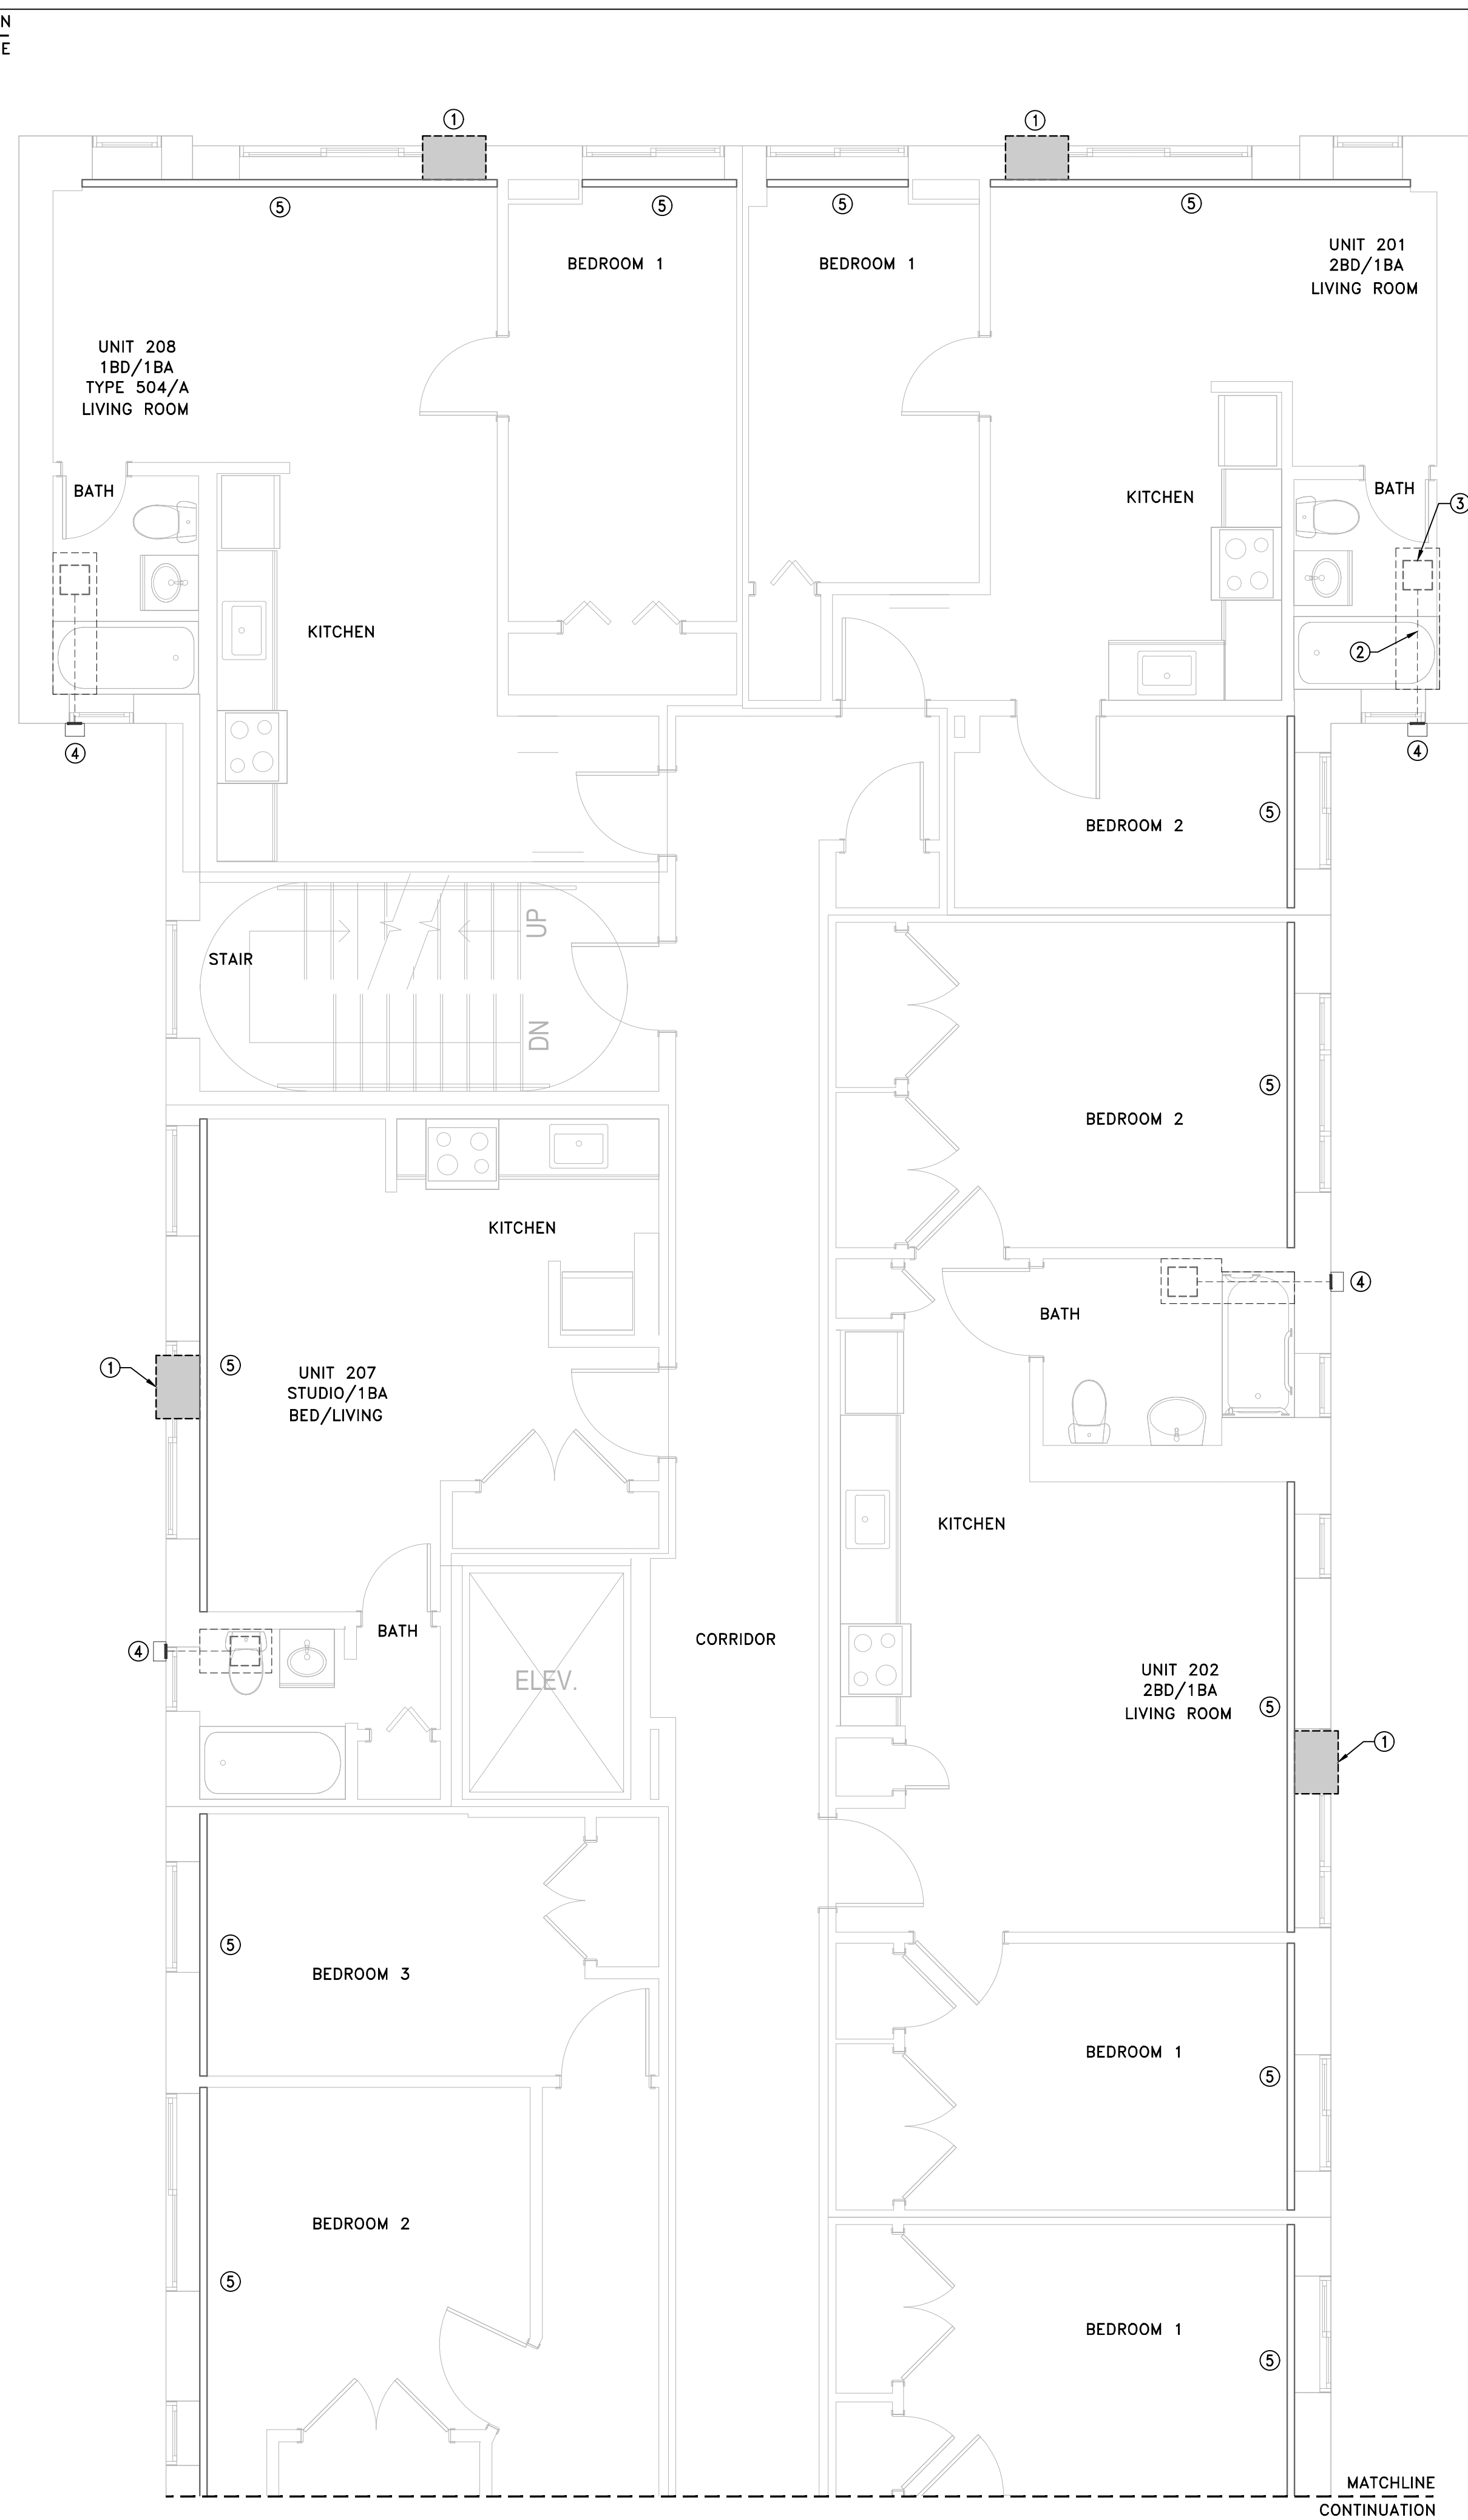 N
E
①
①
⑤
⑤
⑤
⑤
BEDROOM 1
BEDROOM 1
UNIT 201
2BD/1BA
LIVING ROOM
UNIT 208
1BD/1BA
TYPE 504/A
LIVING ROOM
BATH
KITCHEN
BATH
③
KITCHEN
②
④
④
BEDROOM 2
⑤
STAIR
UP
DN
BEDROOM 2
⑤
KITCHEN
④
BATH
①
⑤
UNIT 207
STUDIO/1BA
BED/LIVING
KITCHEN
BATH
④
CORRIDOR
ELEV.
UNIT 202
2BD/1BA
LIVING ROOM
⑤
①
⑤
BEDROOM 3
BEDROOM 1
⑤
BEDROOM 2
⑤
BEDROOM 1
⑤
MATCHLINE
CONTINUATION